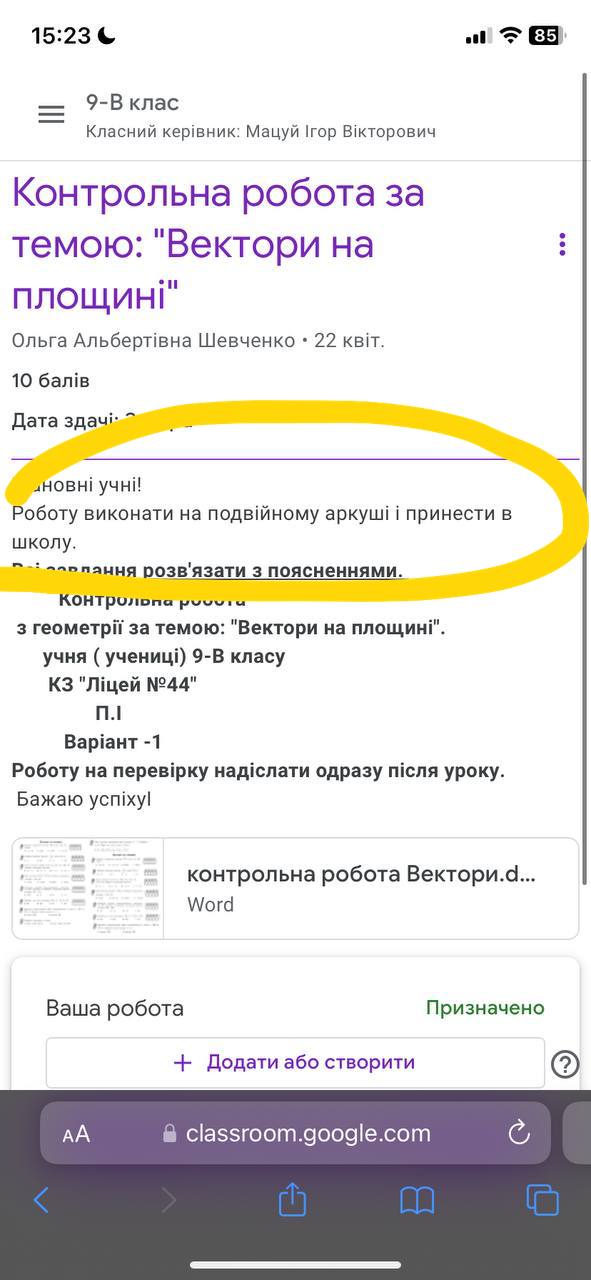 15:23
85
9-В клас
Класний керівник: Мацуй Ігор Вікторович
Контрольна робота за
темою: "Вектори на
площині"
Ольга Альбертівна Шевченко • 22 квіт.
10 балів
Дата здачі:
учні!
Роботу виконати на подвійному аркуші і принести в
школу.
Всі завдання розв'язати з поясненнями.
Контрольна робота
з геометрії за темою: "Вектори на площині".
учня ( учениці) 9-В класу
КЗ "Ліцей №44"
П.І
Варіант -1
Роботу на перевірку надіслати одразу після уроку.
Бажаю успіху!
контрольна робота Вектори.d...
Word
Ваша робота
Призначено
+ Додати або створити
?
AA
classroom.google.com